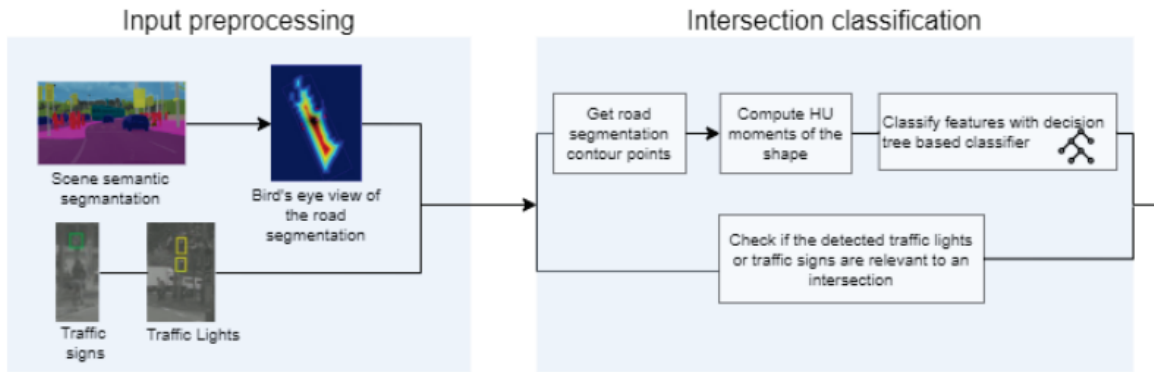 Input preprocessing
Scene semantic
segmantation
Bird's eye view of
the road
segmentation
Traffic
signs
Traffic Lights
Intersection classification
Get road
segmentation
contour points
Compute HU
moments of the
shape
Classify features with decision
tree based classifier
Check if the detected traffic lights
or traffic signs are relevant to an
intersection